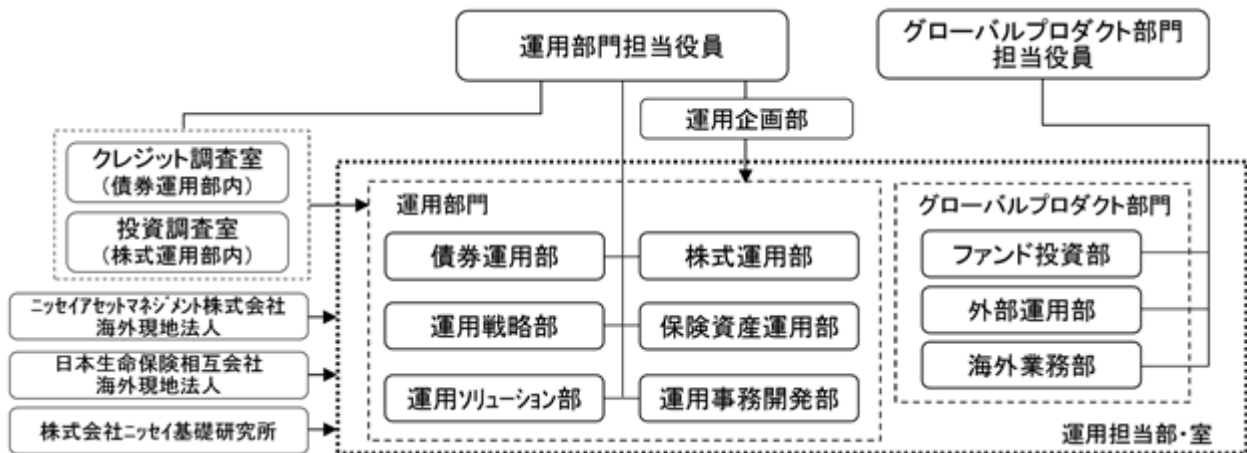 運用部門担当役員
グローバルプロダクト部門
担当役員
運用企画部
クレジット調査室
（債券運用部内）
投資調査室
（株式運用部内）
ニッセイアセットマネジメント株式会社
海外現地法人
日本生命保険相互会社
海外現地法人
株式会社ニッセイ基礎研究所
運用部門
債券運用部
株式運用部
運用戦略部
保険資産運用部
運用ソリューション部
運用事務開発部
グローバルプロダクト部門
ファンド投資部
外部運用部
海外業務部
運用担当部・室